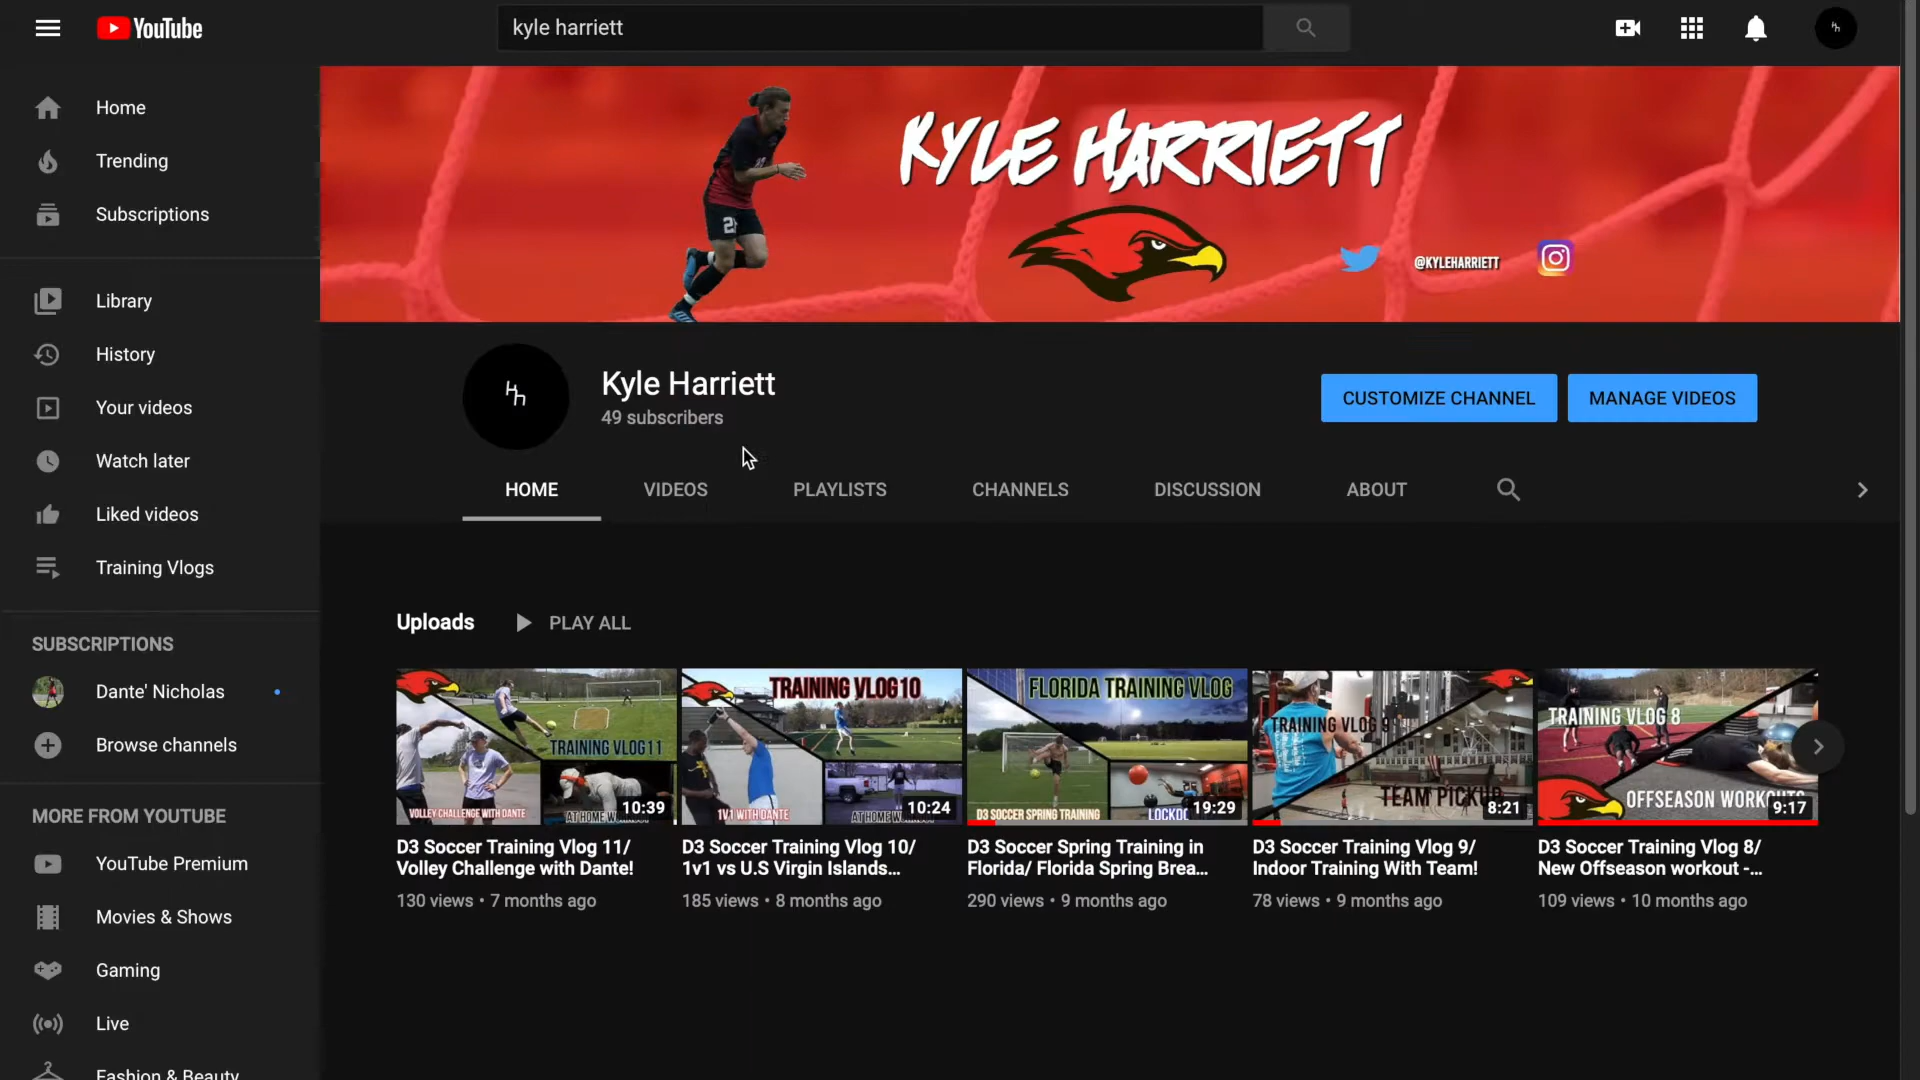 YouTube
kyle harriett
Home
Trending
Subscriptions
Library
History
Your videos
Watch later
Liked videos
Training Vlogs
SUBSCRIPTIONS
Dante' Nicholas
Browse channels
MORE FROM YOUTUBE
YouTube Premium
Movies & Shows
Gaming
Live
Fashion & Beauty
KYLE HARRIETT
@KYLEHARRIETT
2
Kyle Harriett
49 subscribers
CUSTOMIZE CHANNEL
MANAGE VIDEOS
HOME
VIDEOS
PLAYLISTS
CHANNELS
DISCUSSION
ABOUT
Uploads
PLAY ALL
TRAINING VLOG11
VOLLEY CHALLENGE WITH DANTE
AT HOME
10:39
D3 Soccer Training Vlog 11/
Volley Challenge with Dante!
130 views • 7 months ago
TRAINING VLOG10
1V1 WITH DANTE
AT HOME
10:24
D3 Soccer Training Vlog 10/
1v1 vs U.S Virgin Islands...
185 views • 8 months ago
FLORIDA TRAINING VLOG
D3 SOCCER SPRING TRAINING
19:29
D3 Soccer Spring Training in
Florida/ Florida Spring Brea...
290 views • 9 months ago
TRAINING VLOG 9
TEAM PICKUP
8:21
D3 Soccer Training Vlog 9/
Indoor Training With Team!
78 views • 9 months ago
TRAINING VLOG 8
OFFSEASON WORKOUTS
9:17
D3 Soccer Training Vlog 8/
New Offseason workout -...
109 views • 10 months ago